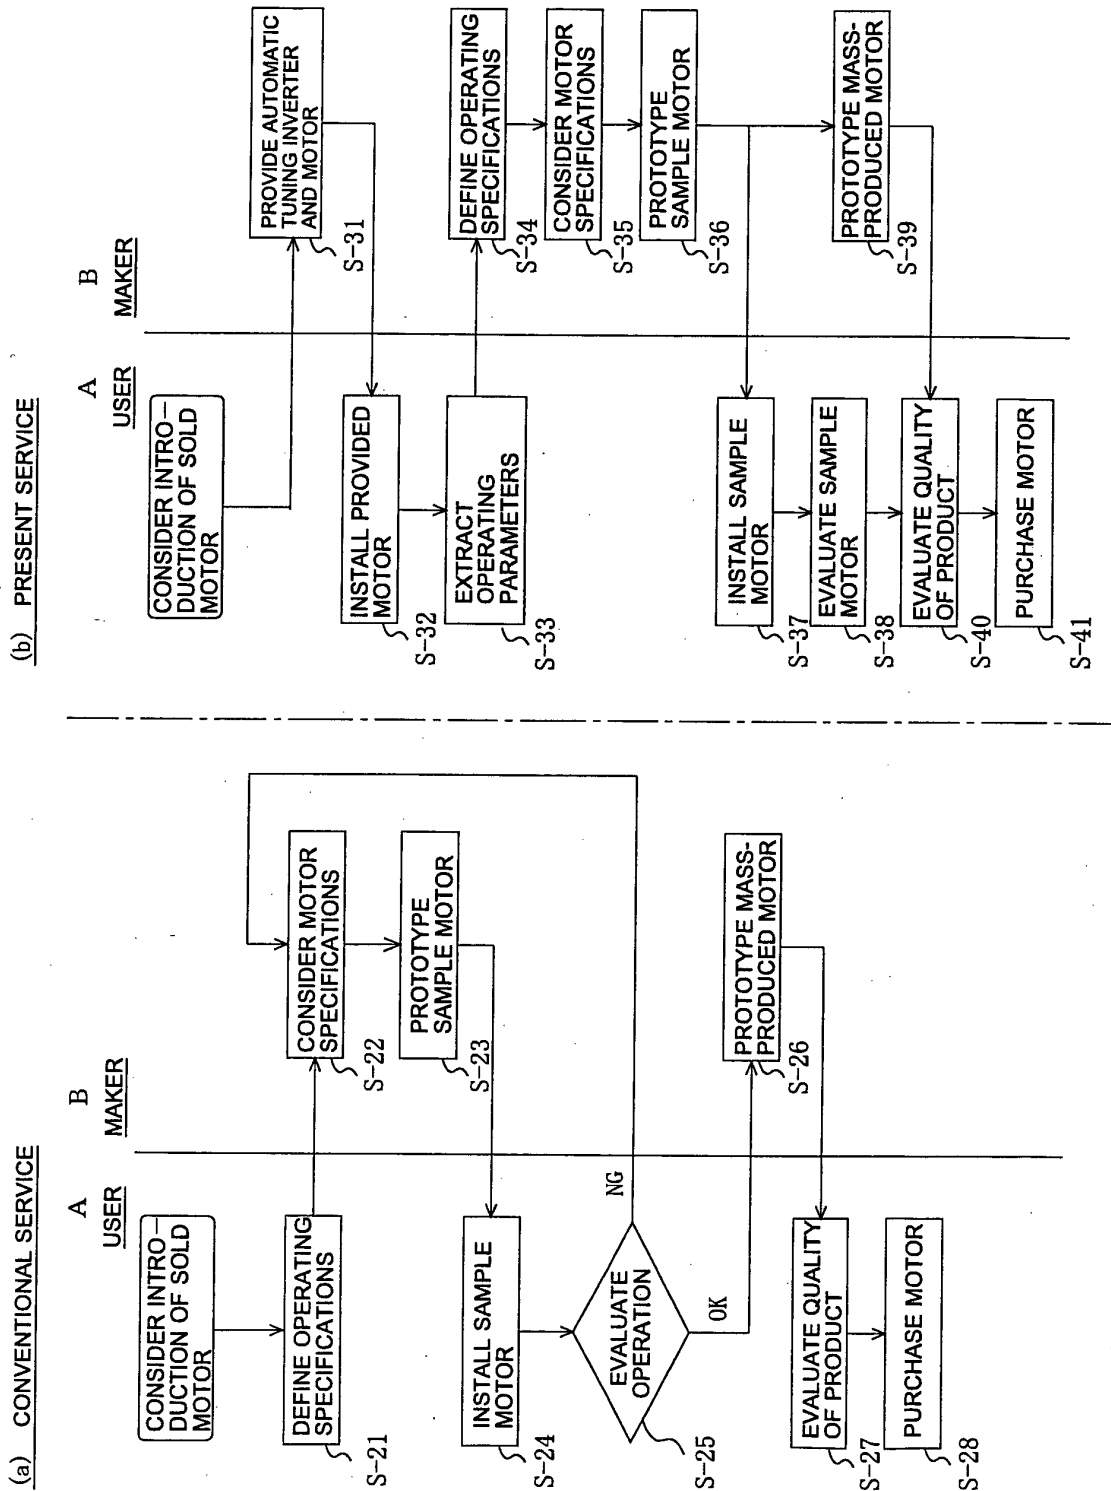 (a) CONVENTIONAL SERVICE
A
USER
B
MAKER
CONSIDER INTRO-
DUCTION OF SOLD
MOTOR
DEFINE OPERATING
SPECIFICATIONS
S-21
CONSIDER MOTOR
SPECIFICATIONS
S-22
PROTOTYPE
SAMPLE MOTOR
S-23
INSTALL SAMPLE
MOTOR
S-24
EVALUATE
OPERATION
S-25
NG
OK
PROTOTYPE MASS-
PRODUCED MOTOR
S-26
EVALUATE QUALITY
OF PRODUCT
S-27
PURCHASE MOTOR
S-28
(b) PRESENT SERVICE
A
USER
B
MAKER
CONSIDER INTRO-
DUCTION OF SOLD
MOTOR
PROVIDE AUTOMATIC
TUNING INVERTER
AND MOTOR
S-31
INSTALL PROVIDED
MOTOR
S-32
EXTRACT
OPERATING
PARAMETERS
S-33
DEFINE OPERATING
SPECIFICATIONS
S-34
CONSIDER MOTOR
SPECIFICATIONS
S-35
PROTOTYPE
SAMPLE MOTOR
S-36
INSTALL SAMPLE
MOTOR
S-37
EVALUATE SAMPLE
MOTOR
S-38
PROTOTYPE MASS-
PRODUCED MOTOR
S-39
EVALUATE QUALITY
OF PRODUCT
S-40
PURCHASE MOTOR
S-41